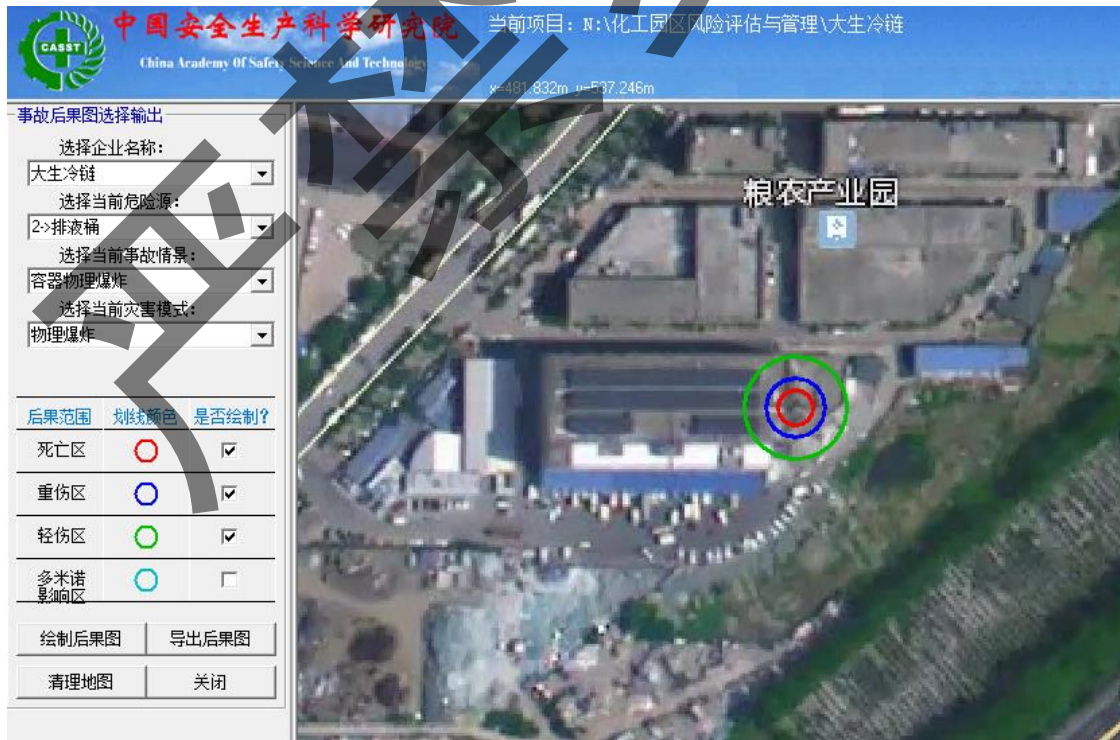 中国安全生产科学研究院
China Academy Of Safety Science And Technology
CASST
当前项目: N:\化工园区风险评估与管理\大生冷链
x=481.832m y=537.246m
事故后果图选择输出
选择企业名称:
大生冷链
选择当前危险源:
2->排液桶
选择当前事故情景:
容器物理爆炸
选择当前灾害模式:
物理爆炸
后果范围 划线颜色 是否绘制?
死亡区
重伤区
轻伤区
多米诺
影响区
绘制后果图 导出后果图
清理地图 关闭
粮农产业园